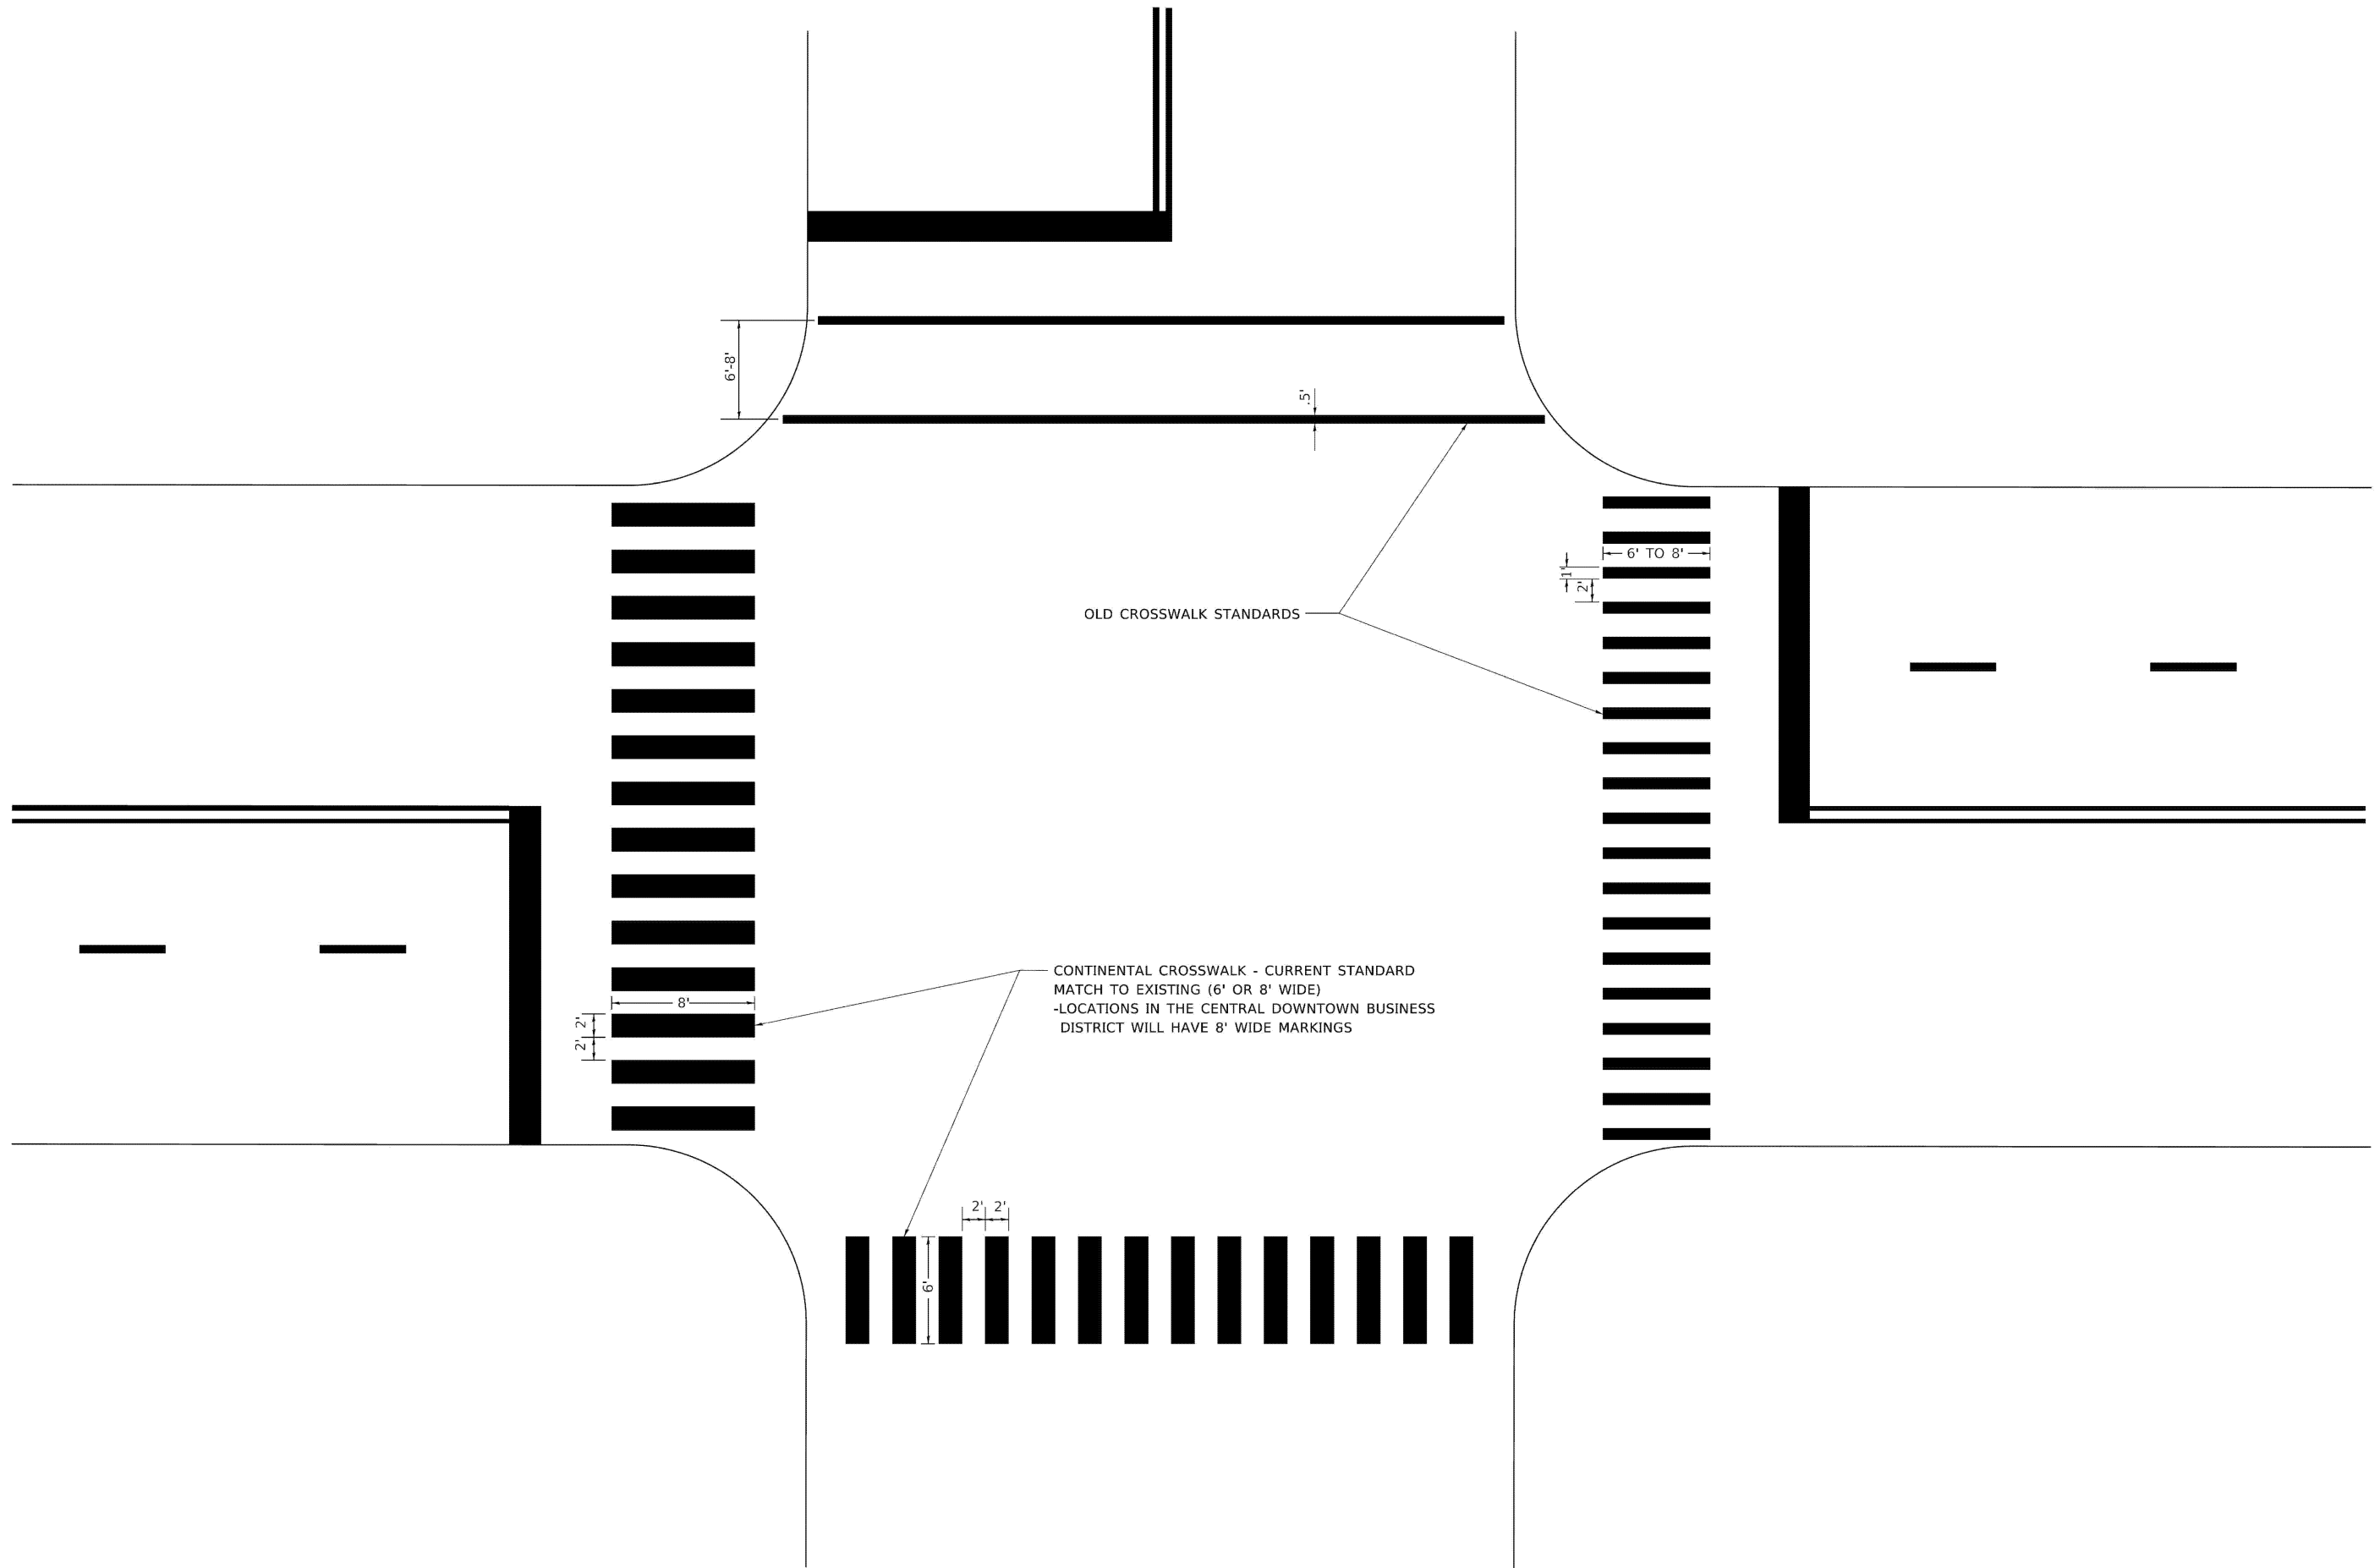 6'-8'
.5'
6' TO 8'
1'
2'
OLD CROSSWALK STANDARDS
CONTINENTAL CROSSWALK - CURRENT STANDARD
MATCH TO EXISTING (6' OR 8' WIDE)
-LOCATIONS IN THE CENTRAL DOWNTOWN BUSINESS
DISTRICT WILL HAVE 8' WIDE MARKINGS
8'
2'
2'
2' 2'
6'